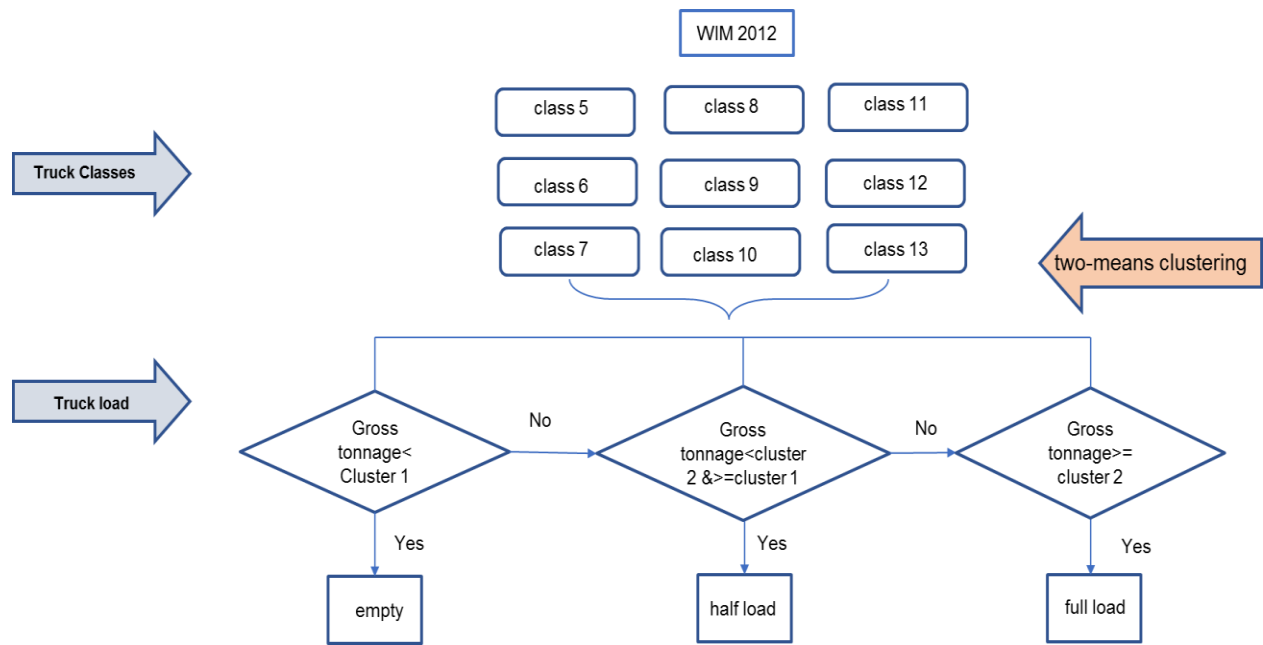 WIM 2012
class 5
class 8
class 11
Truck Classes
class 6
class 9
class 12
class 7
class 10
class 13
two-means clustering
Truck load
Gross
tonnage<
Cluster 1
No
Gross
tonnage<cluster
2 &>=cluster 1
No
Gross
tonnage>=
cluster 2
Yes
Yes
Yes
empty
half load
full load